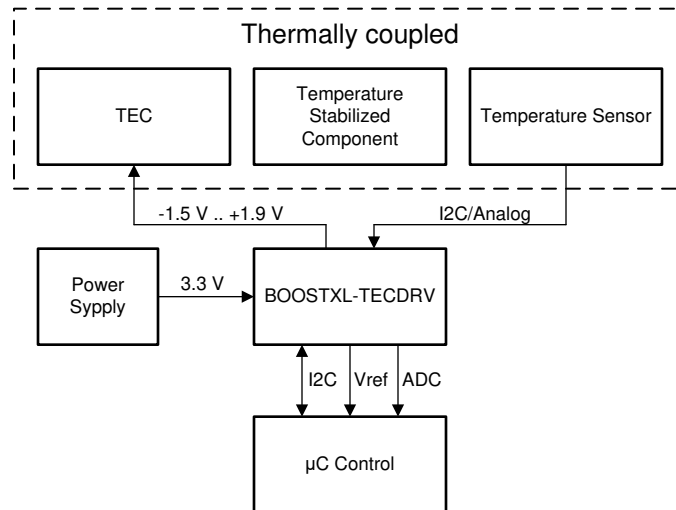 Thermally coupled
TEC
Temperature
Stabilized
Component
Temperature Sensor
-1.5 V .. +1.9 V
I2C/Analog
Power
Sypply
3.3 V
BOOSTXL-TECDRV
I2C
Vref
ADC
µC Control